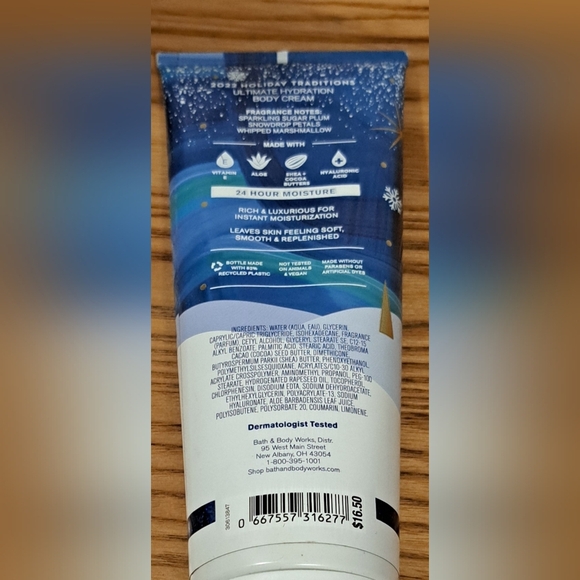 2022 HOLIDAY TRADITIONS
ULTIMATE HYDRATION
BODY CREAM
FRAGRANCE NOTES:
SPARKLING SUGAR PLUM
SNOWDROP PETALS
WHIPPED MARSHMALLOW
MADE WITH
E
VITAMIN E
ALOE
SHEA + COCOA BUTTERS
HYALURONIC ACID
24 HOUR MOISTURE
RICH & LUXURIOUS FOR
INSTANT MOISTURIZATION
LEAVES SKIN FEELING SOFT,
SMOOTH & REPLENISHED
BOTTLE MADE
WITH
RECYCLED PLASTIC
NOT TESTED
ON ANIMALS
& VEGAN
MADE WITHOUT
PARABENS OR
ARTIFICIAL DYES
INGREDIENTS: WATER (AQUA, EAU), GLYCERIN,
CAPRYLIC/CAPRIC TRIGLYCERIDE, ISOHEXADECANE, FRAGRANCE
(PARFUM), CETYL ALCOHOL, GLYCERYL STEARATE SE, C12-15
ALKYL BENZOATE, PALMITIC ACID, STEARIC ACID, THEOBROMA
CACAO (COCOA) SEED BUTTER, DIMETHICONE,
BUTYROSPERMUM PARKII (SHEA) BUTTER, PHENOXYETHANOL,
POLYMETHYLSILSESQUIOXANE, ACRYLATES/C10-30 ALKYL
ACRYLATE CROSSPOLYMER, AMINOMETHYL PROPANOL, PEG-100
STEARATE, HYDROGENATED RAPESEED OIL, TOCOPHEROL,
CHLORPHENESIN, DISODIUM EDTA, SODIUM DEHYDROACETATE,
ETHYLHEXYLGLYCERIN, POLYACRYLATE-13, SODIUM
HYALURONATE, ALOE BARBADENSIS LEAF JUICE,
POLYISOBUTENE, POLYSORBATE 20, COUMARIN, LIMONENE.
Dermatologist Tested
Bath & Body Works, Distr.
95 West Main Street
New Albany, OH 43054
1-800-395-1001
Shop bathandbodyworks.com
0 667557 316277
$16.50